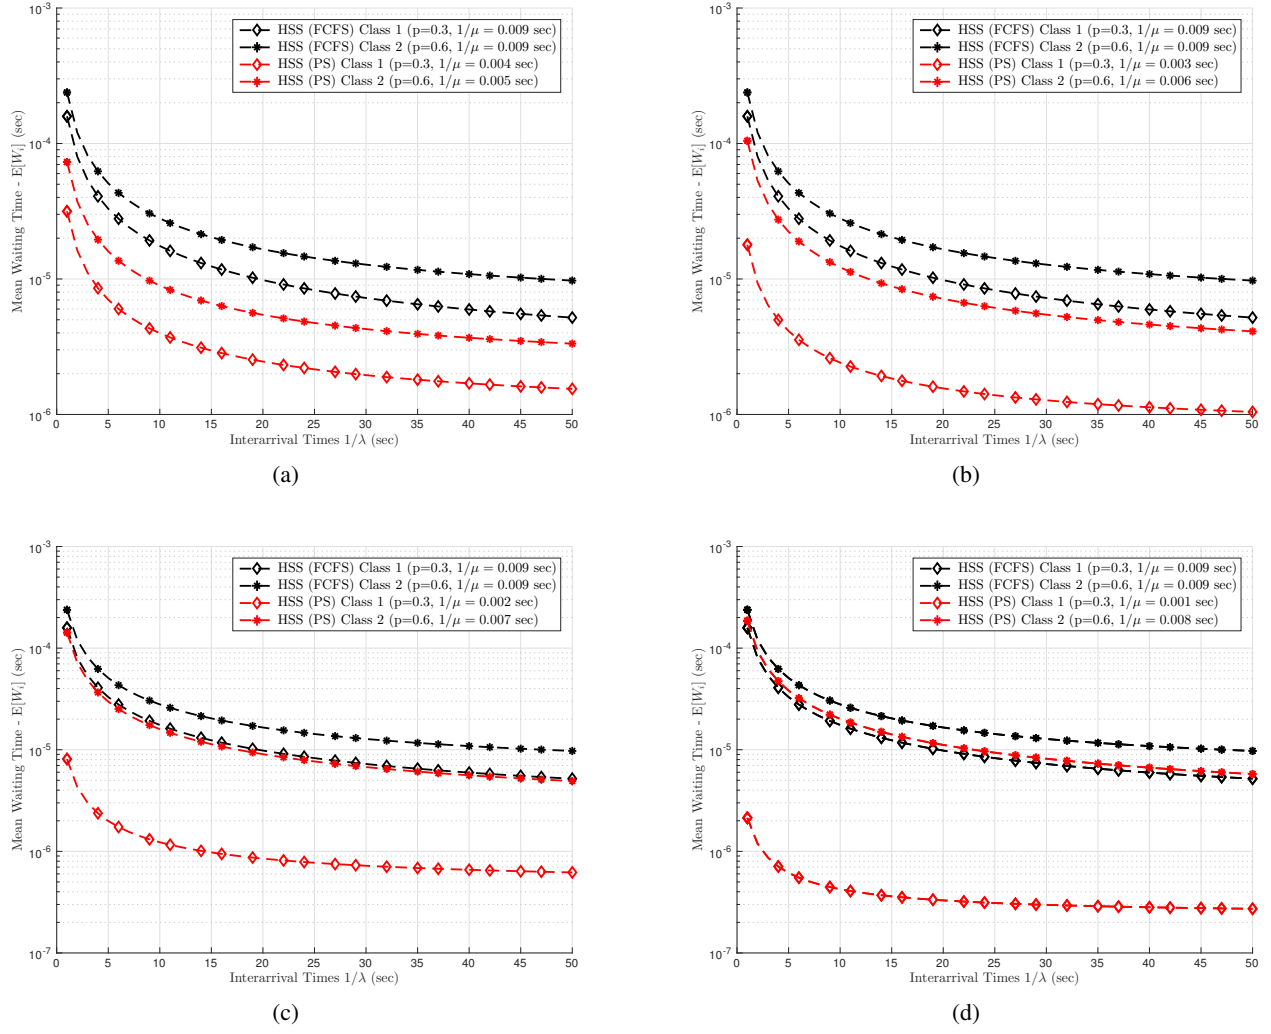 10^-3
10^-4
10^-5
10^-6
Mean Waiting Time - E[W_i] (sec)
HSS (FCFS) Class 1 (p=0.3, 1/μ = 0.009 sec)
HSS (FCFS) Class 2 (p=0.6, 1/μ = 0.009 sec)
HSS (PS) Class 1 (p=0.3, 1/μ = 0.004 sec)
HSS (PS) Class 2 (p=0.6, 1/μ = 0.005 sec)
0 5 10 15 20 25 30 35 40 45 50
Interarrival Times 1/λ (sec)
(a)
10^-3
10^-4
10^-5
10^-6
Mean Waiting Time - E[W_i] (sec)
HSS (FCFS) Class 1 (p=0.3, 1/μ = 0.009 sec)
HSS (FCFS) Class 2 (p=0.6, 1/μ = 0.009 sec)
HSS (PS) Class 1 (p=0.3, 1/μ = 0.003 sec)
HSS (PS) Class 2 (p=0.6, 1/μ = 0.006 sec)
0 5 10 15 20 25 30 35 40 45 50
Interarrival Times 1/λ (sec)
(b)
10^-3
10^-4
10^-5
10^-6
10^-7
Mean Waiting Time - E[W_i] (sec)
HSS (FCFS) Class 1 (p=0.3, 1/μ = 0.009 sec)
HSS (FCFS) Class 2 (p=0.6, 1/μ = 0.009 sec)
HSS (PS) Class 1 (p=0.3, 1/μ = 0.002 sec)
HSS (PS) Class 2 (p=0.6, 1/μ = 0.007 sec)
0 5 10 15 20 25 30 35 40 45 50
Interarrival Times 1/λ (sec)
(c)
10^-3
10^-4
10^-5
10^-6
10^-7
Mean Waiting Time - E[W_i] (sec)
HSS (FCFS) Class 1 (p=0.3, 1/μ = 0.009 sec)
HSS (FCFS) Class 2 (p=0.6, 1/μ = 0.009 sec)
HSS (PS) Class 1 (p=0.3, 1/μ = 0.001 sec)
HSS (PS) Class 2 (p=0.6, 1/μ = 0.008 sec)
0 5 10 15 20 25 30 35 40 45 50
Interarrival Times 1/λ (sec)
(d)